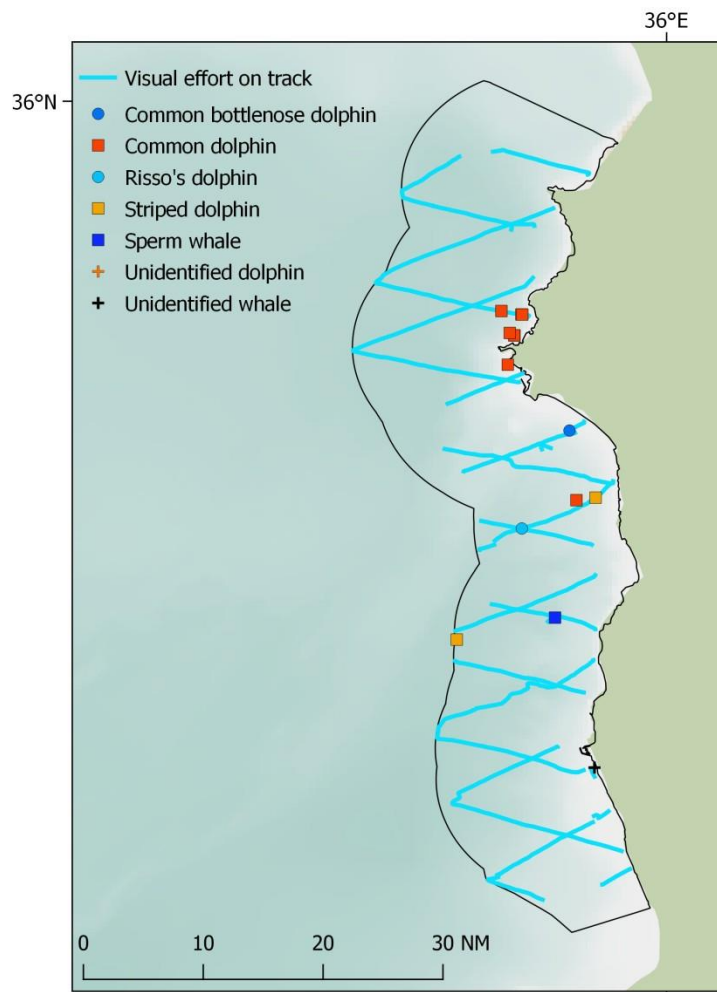 36°E
36°N
Visual effort on track
Common bottlenose dolphin
Common dolphin
Risso's dolphin
Striped dolphin
Sperm whale
Unidentified dolphin
Unidentified whale
0 10 20 30 NM